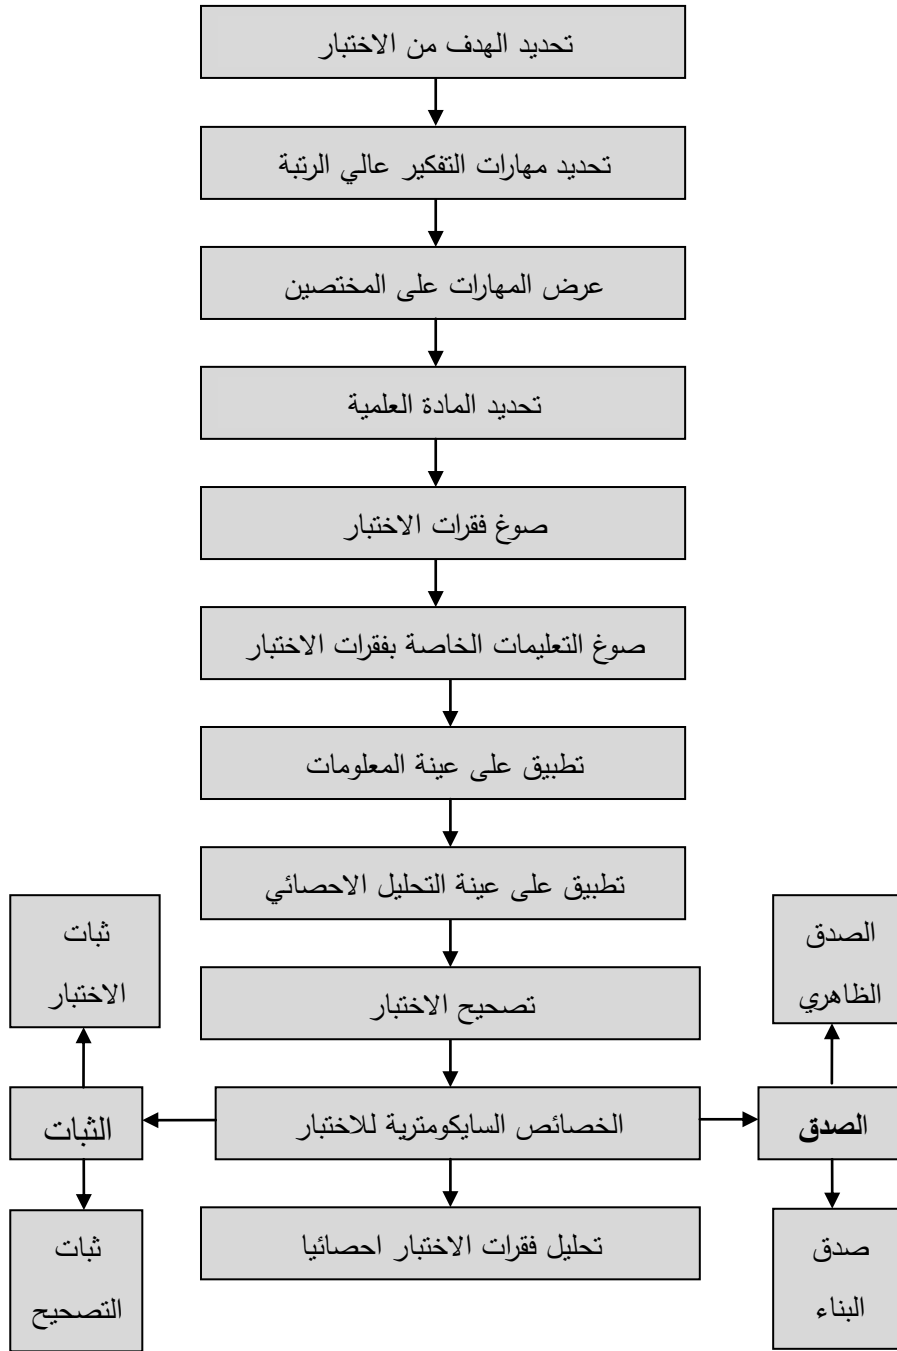 تحديد الهدف من الاختبار
تحديد مهارات التفكير عالي الرتبة
عرض المهارات على المختصين
تحديد المادة العلمية
صوغ فقرات الاختبار
صوغ التعليمات الخاصة بفقرات الاختبار
تطبيق على عينة المعلومات
تطبيق على عينة التحليل الاحصائي
الصدق
الظاهري
ثبات
الاختبار
تصحيح الاختبار
الصدق
الخصائص السايكومترية للاختبار
الثبات
صدق
البناء
تحليل فقرات الاختبار احصائيا
ثبات
التصحيح